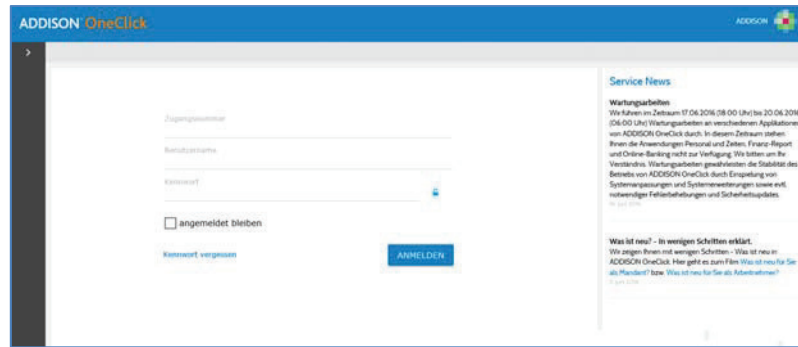 ADDISON OneClick
ADDISON
Zugangsnummer
Benutzername
Kennwort
angemeldet bleiben
Kennwort vergessen
ANMELDEN
Service News
Wartungsarbeiten
Wir führen im Zeitraum 17.06.2016 (18:00 Uhr) bis 20.06.2016
(06:00 Uhr) Wartungsarbeiten an verschiedenen Applikationen
von ADDISON OneClick durch. In diesem Zeitraum stehen
Ihnen die Anwendungen Personal und Zeiten, Finanz-Report
und Online-Banking nicht zur Verfügung. Wir bitten um Ihr
Verständnis. Wartungsarbeiten gewährleisten die Stabilität des
Betriebs von ADDISON OneClick durch Einspielung von
Systemanpassungen und Systemerweiterungen sowie evtl.
notwendiger Fehlerbehebungen und Sicherheitsupdates.
Was ist neu? - In wenigen Schritten erklärt.
Wir zeigen Ihnen mit wenigen Schritten - Was ist neu in
ADDISON OneClick. Hier geht es zum Film Was ist neu für Sie
als Mandant? bzw. Was ist neu für Sie als Arbeitnehmer?